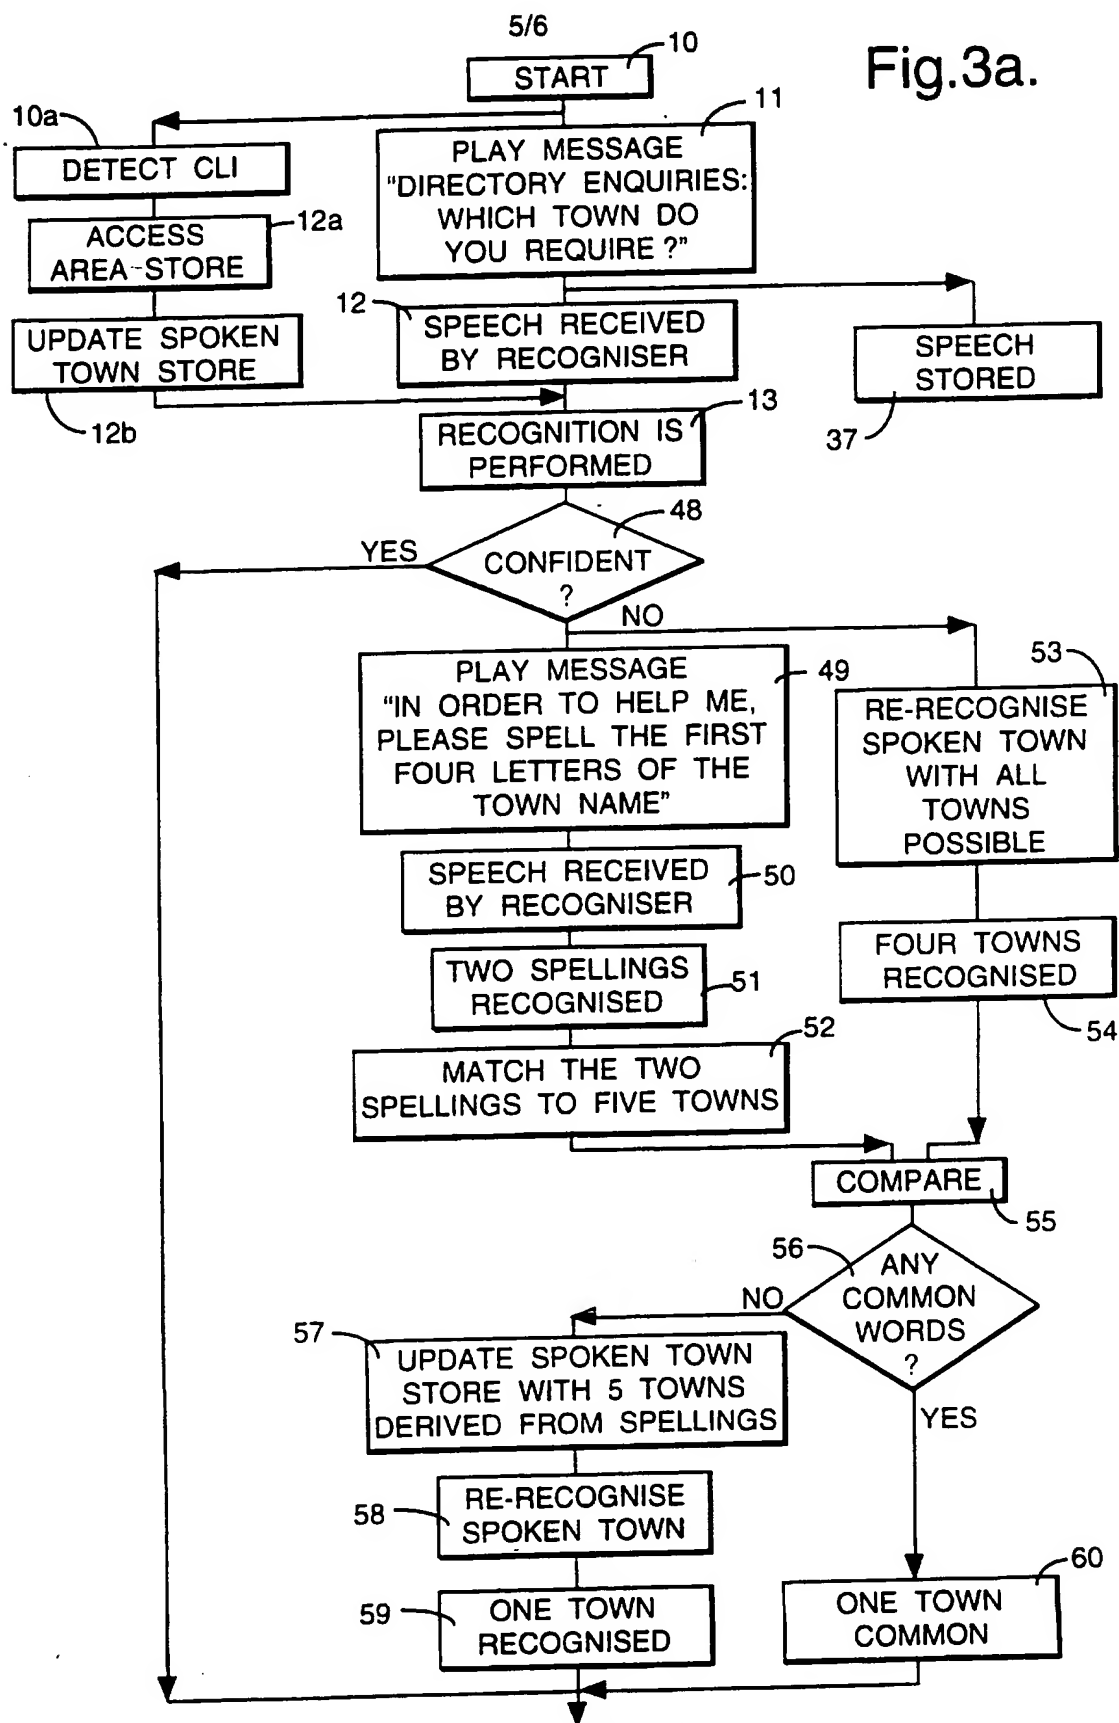 5/6
Fig.3a.
10
START
10a
11
DETECT CLI
PLAY MESSAGE
"DIRECTORY ENQUIRIES:
WHICH TOWN DO
YOU REQUIRE?"
12a
ACCESS
AREA-STORE
12
SPEECH RECEIVED
BY RECOGNISER
UPDATE SPOKEN
TOWN STORE
12b
SPEECH
STORED
37
13
RECOGNITION IS
PERFORMED
48
CONFIDENT
?
YES
NO
PLAY MESSAGE
"IN ORDER TO HELP ME,
PLEASE SPELL THE FIRST
FOUR LETTERS OF THE
TOWN NAME"
49
53
RE-RECOGNISE
SPOKEN TOWN
WITH ALL
TOWNS
POSSIBLE
SPEECH RECEIVED
BY RECOGNISER
50
FOUR TOWNS
RECOGNISED
54
TWO SPELLINGS
RECOGNISED
51
52
MATCH THE TWO
SPELLINGS TO FIVE TOWNS
COMPARE
55
56
ANY
COMMON
WORDS
?
NO
YES
57
UPDATE SPOKEN TOWN
STORE WITH 5 TOWNS
DERIVED FROM SPELLINGS
58
RE-RECOGNISE
SPOKEN TOWN
59
ONE TOWN
RECOGNISED
60
ONE TOWN
COMMON